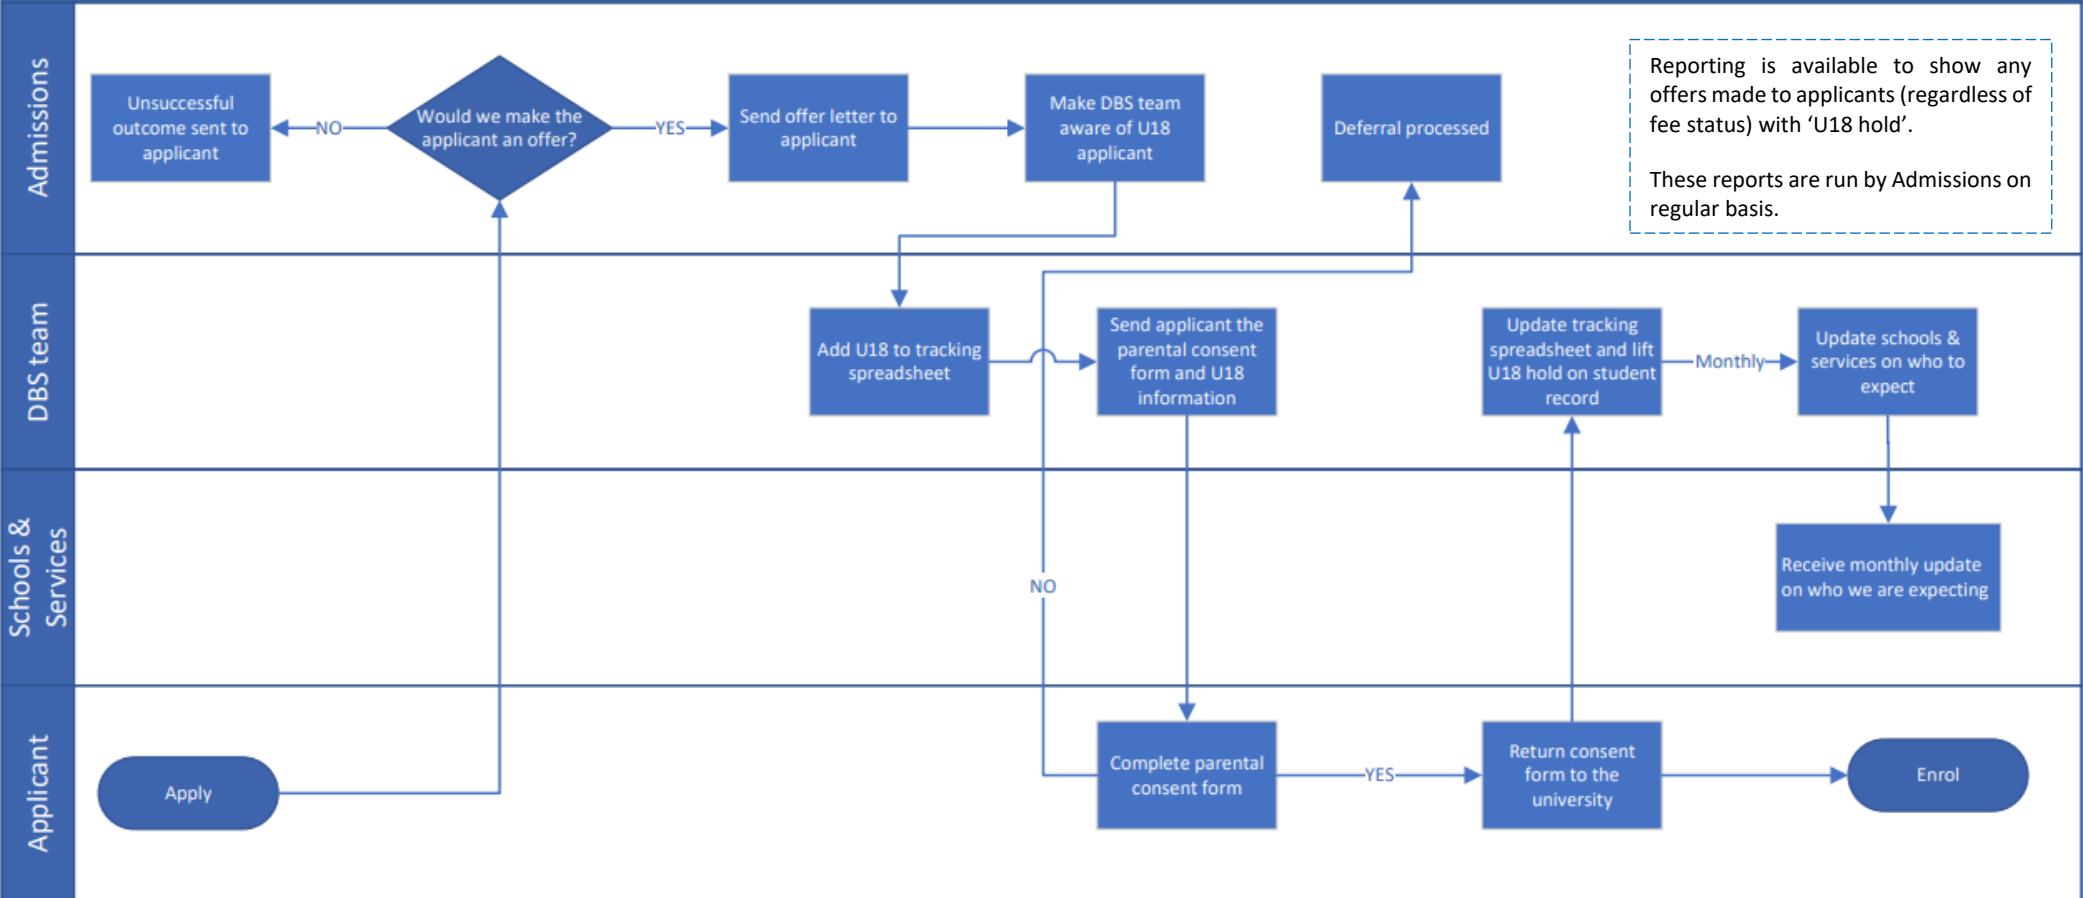 Admissions
Unsuccessful
outcome sent to
applicant
NO
Would we make the
applicant an offer?
YES
Send offer letter to
applicant
Make DBS team
aware of U18
applicant
Deferral processed
Reporting is available to show any
offers made to applicants (regardless of
fee status) with ‘U18 hold’.
These reports are run by Admissions on
regular basis.
DBS team
Add U18 to tracking
spreadsheet
Send applicant the
parental consent
form and U18
information
Update tracking
spreadsheet and lift
U18 hold on student
record
Monthly
Update schools &
services on who to
expect
Schools &
Services
NO
Receive monthly update
on who we are expecting
Applicant
Apply
Complete parental
consent form
YES
Return consent
form to the
university
Enrol